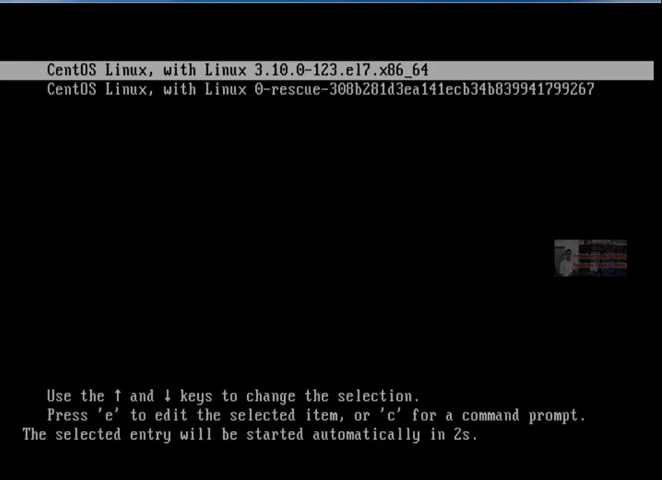 CentOS Linux, with Linux 3.10.0-123.el7.x86_64
CentOS Linux, with Linux 0-rescue-308b281d3ea141ecb34b839941799267
Use the ↑ and ↓ keys to change the selection.
Press 'e' to edit the selected item, or 'c' for a command prompt.
The selected entry will be started automatically in 2s.